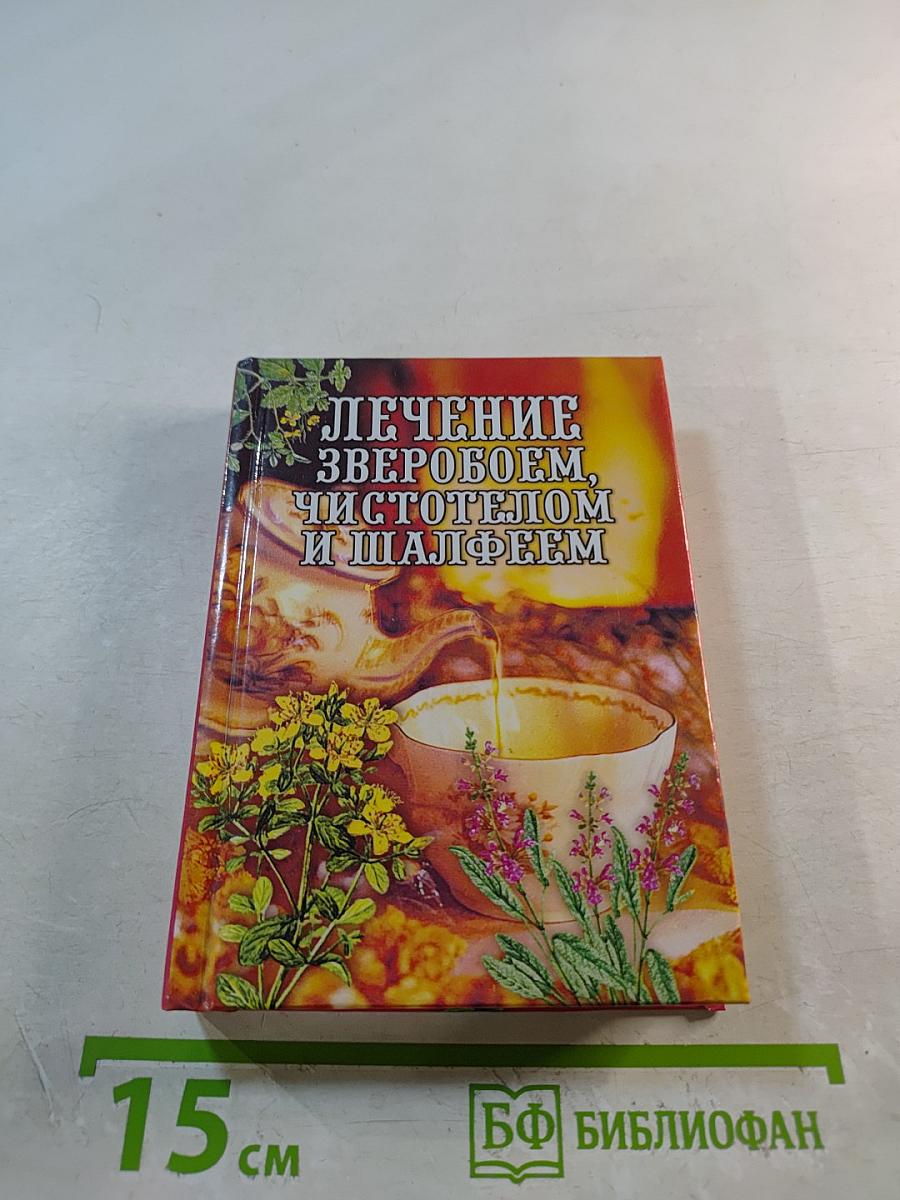 ЛЕЧЕНИЕ
ЗВЕРОБОЕМ,
ЧИСТОТЕЛОМ
И ШАЛФЕЕМ
15 см
БФ БИБЛИОФАН